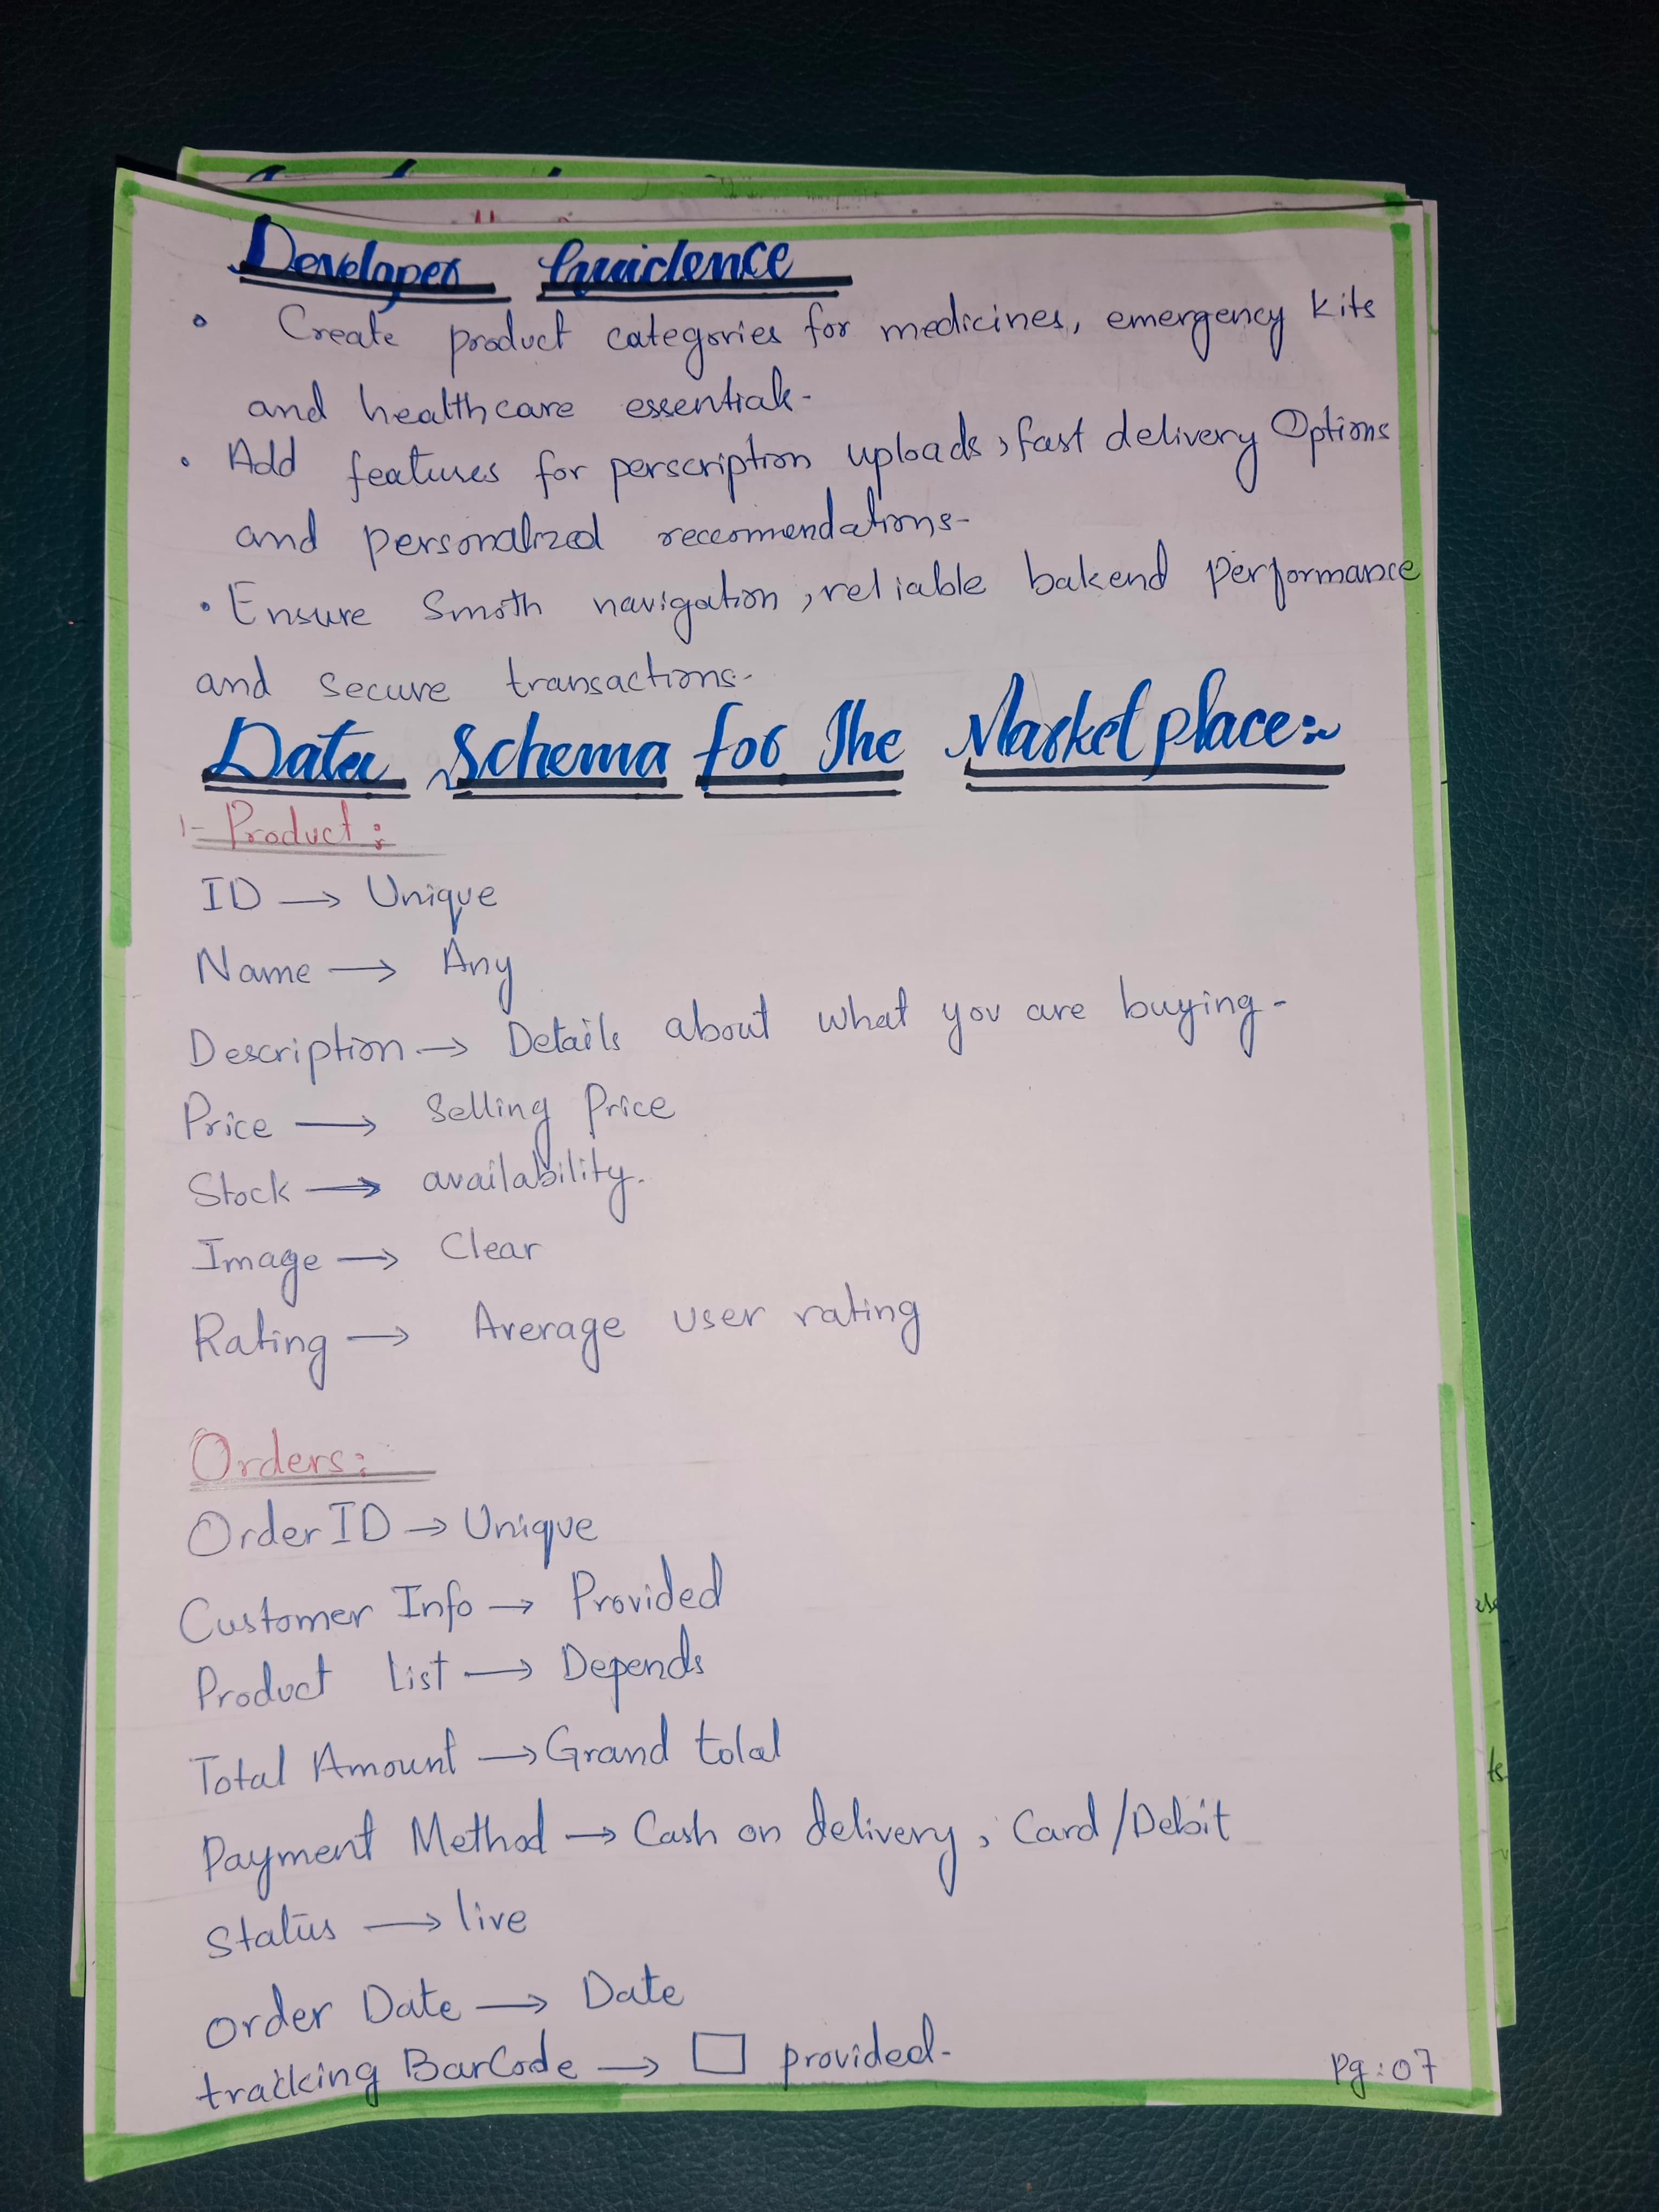 Developer Guidence
• Create product categories for medicines, emergency kits
and healthcare essentials-
• Add features for perscription uploads, fast delivery Options
and personalized reccomendations-
• Ensure Smoth navigation, reliable bakend performance
and secure transactions-
Data Schema for The Marketplace:~
1- Product:
ID → Unique
Name → Any
Description → Details about what you are buying-
Price → Selling Price
Stock → availability.
Image → Clear
Rating → Average user rating
Orders:
Order ID → Unique
Customer Info → Provided
Product List → Depends
Total Amount → Grand total
Payment Method → Cash on delivery, Card/Debit
Status → live
Order Date → Date
tracking BarCode → □ provided-
Pg:07